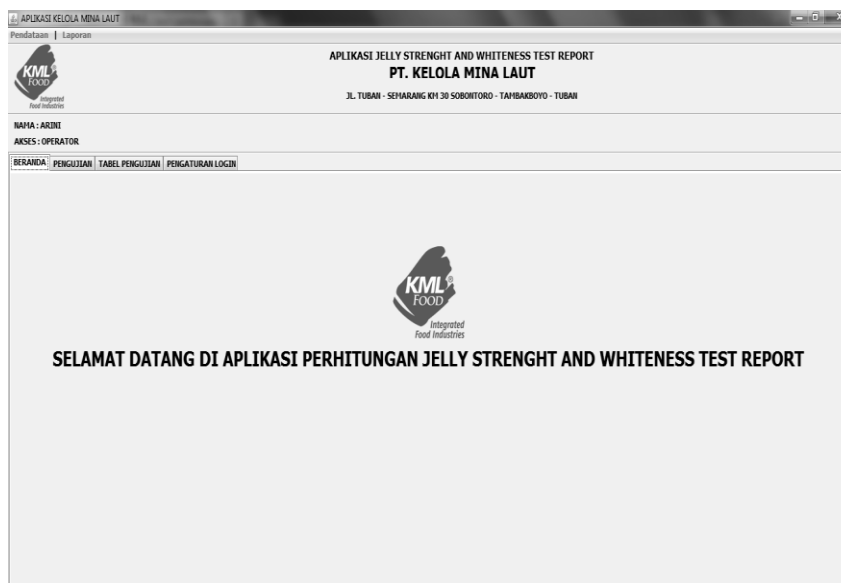 APLIKASI KELOLA MINA LAUT
Pendataan | Laporan
KML
FOOD
Integrated
Food Industries
APLIKASI JELLY STRENGHT AND WHITENESS TEST REPORT
PT. KELOLA MINA LAUT
JL. TUBAN - SEMARANG KM 30 SOBONTORO - TAMBAKBOYO - TUBAN
NAMA : ARINI
AKSES : OPERATOR
BERANDA PENGUJIAN TABEL PENGUJIAN PENGATURAN LOGIN
KML®
FOOD
Integrated
Food Industries
SELAMAT DATANG DI APLIKASI PERHITUNGAN JELLY STRENGHT AND WHITENESS TEST REPORT